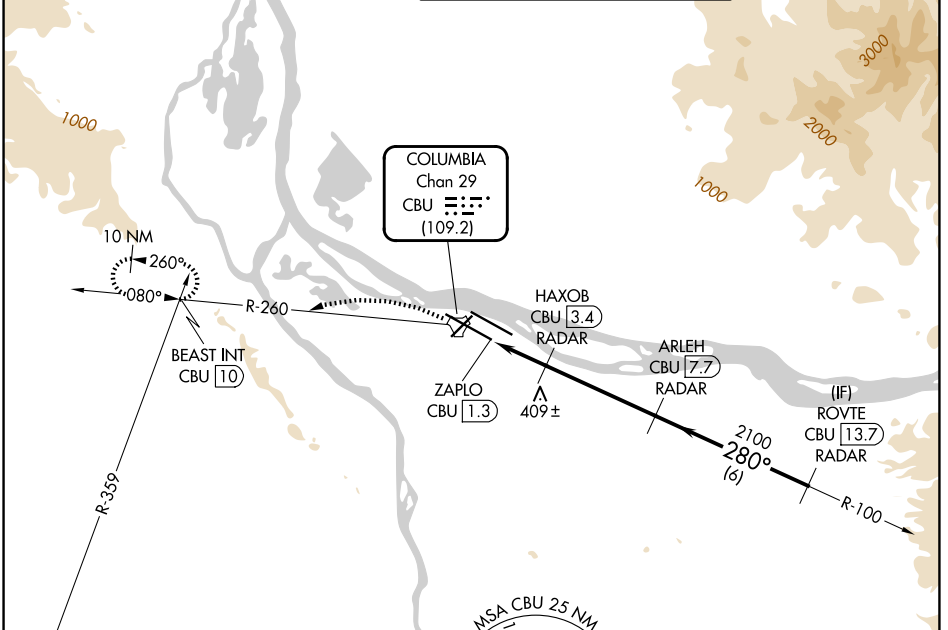 3000
1000
2000
1000
COLUMBIA
Chan 29
CBU
(109.2)
10 NM
260°
080°
R-260
BEAST INT
CBU 10
HAXOB
CBU 3.4
RADAR
ARLEH
CBU 7.7
RADAR
ZAPLO
CBU 1.3
409 ±
(IF)
ROVTE
CBU 13.7
RADAR
2100
280°
(6)
R-100
R-359
MSA CBU 25 NM